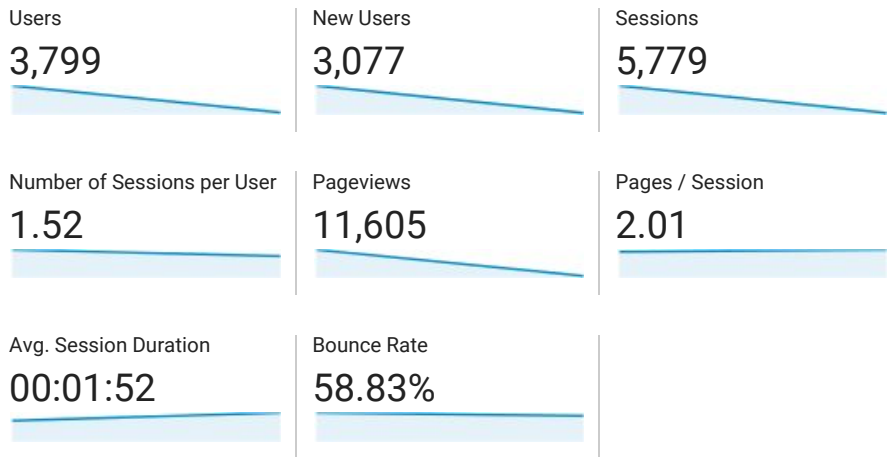 Users
3,799
New Users
3,077
Sessions
5,779
Number of Sessions per User
1.52
Pageviews
11,605
Pages / Session
2.01
Avg. Session Duration
00:01:52
Bounce Rate
58.83%